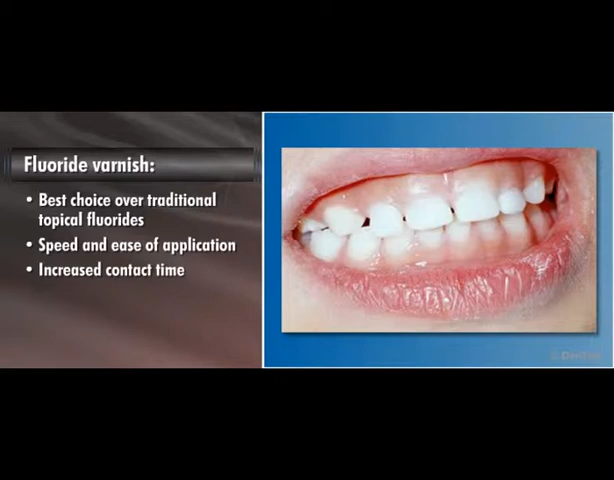 Fluoride varnish:
• Best choice over traditional
topical fluorides
• Speed and ease of application
• Increased contact time